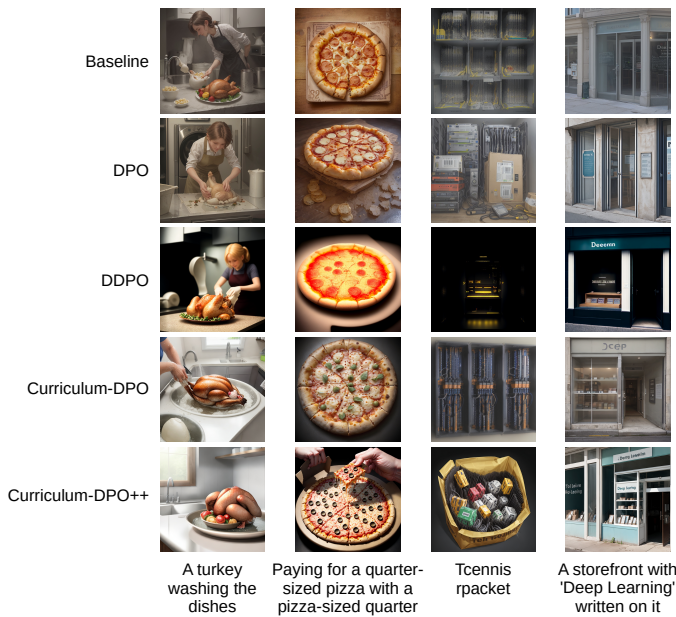 Baseline
DPO
DDPO
Deeeran
Curriculum-DPO
Curriculum-DPO++
A turkey
washing the
dishes
Paying for a quarter-
sized pizza with a
pizza-sized quarter
Tcennis
rpacket
A storefront with
'Deep Learning'
written on it